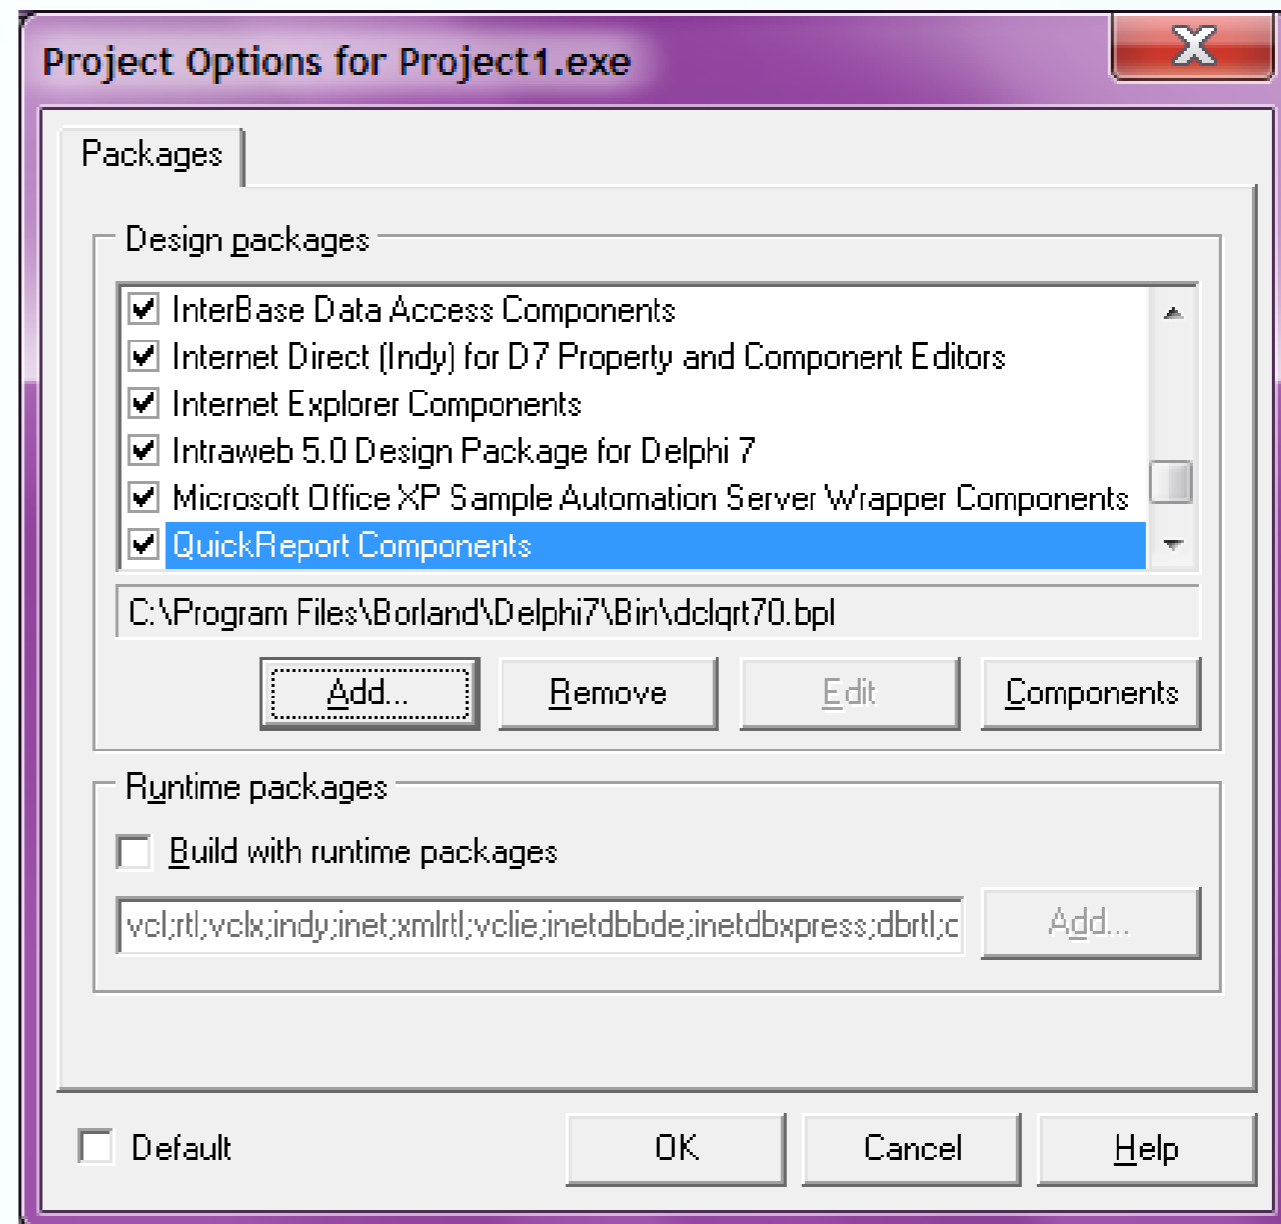 Project Options for Project1.exe
Packages
Design packages
InterBase Data Access Components
Internet Direct (Indy) for D7 Property and Component Editors
Internet Explorer Components
Intraweb 5.0 Design Package for Delphi 7
Microsoft Office XP Sample Automation Server Wrapper Components
QuickReport Components
C:\Program Files\Borland\Delphi7\Bin\dclqrt70.bpl
Add... Remove Edit Components
Runtime packages
Build with runtime packages
vcl;rtl;vclx;indy;inet;xmlrtl;vclie;inetdbbde;inetdbxpress;dbrtl;c Add...
Default OK Cancel Help